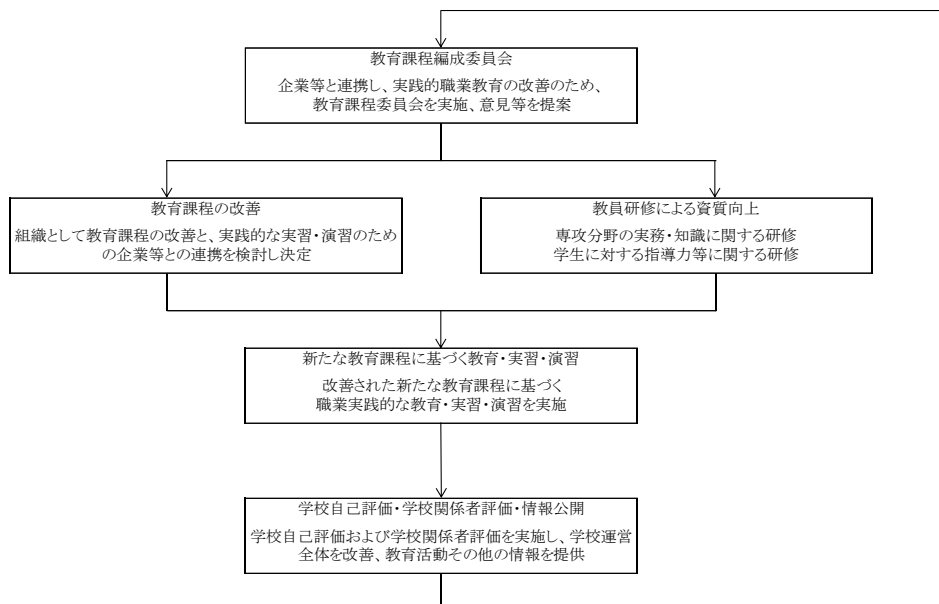 教育課程編成委員会
企業等と連携し、実践的職業教育の改善のため、
教育課程委員会を実施、意見等を提案
教育課程の改善
組織として教育課程の改善と、実践的な実習・演習のため
の企業等との連携を検討し決定
教員研修による資質向上
専攻分野の実務・知識に関する研修
学生に対する指導力等に関する研修
新たな教育課程に基づく教育・実習・演習
改善された新たな教育課程に基づく
職業実践的な教育・実習・演習を実施
学校自己評価・学校関係者評価・情報公開
学校自己評価および学校関係者評価を実施し、学校運営
全体を改善、教育活動その他の情報を提供